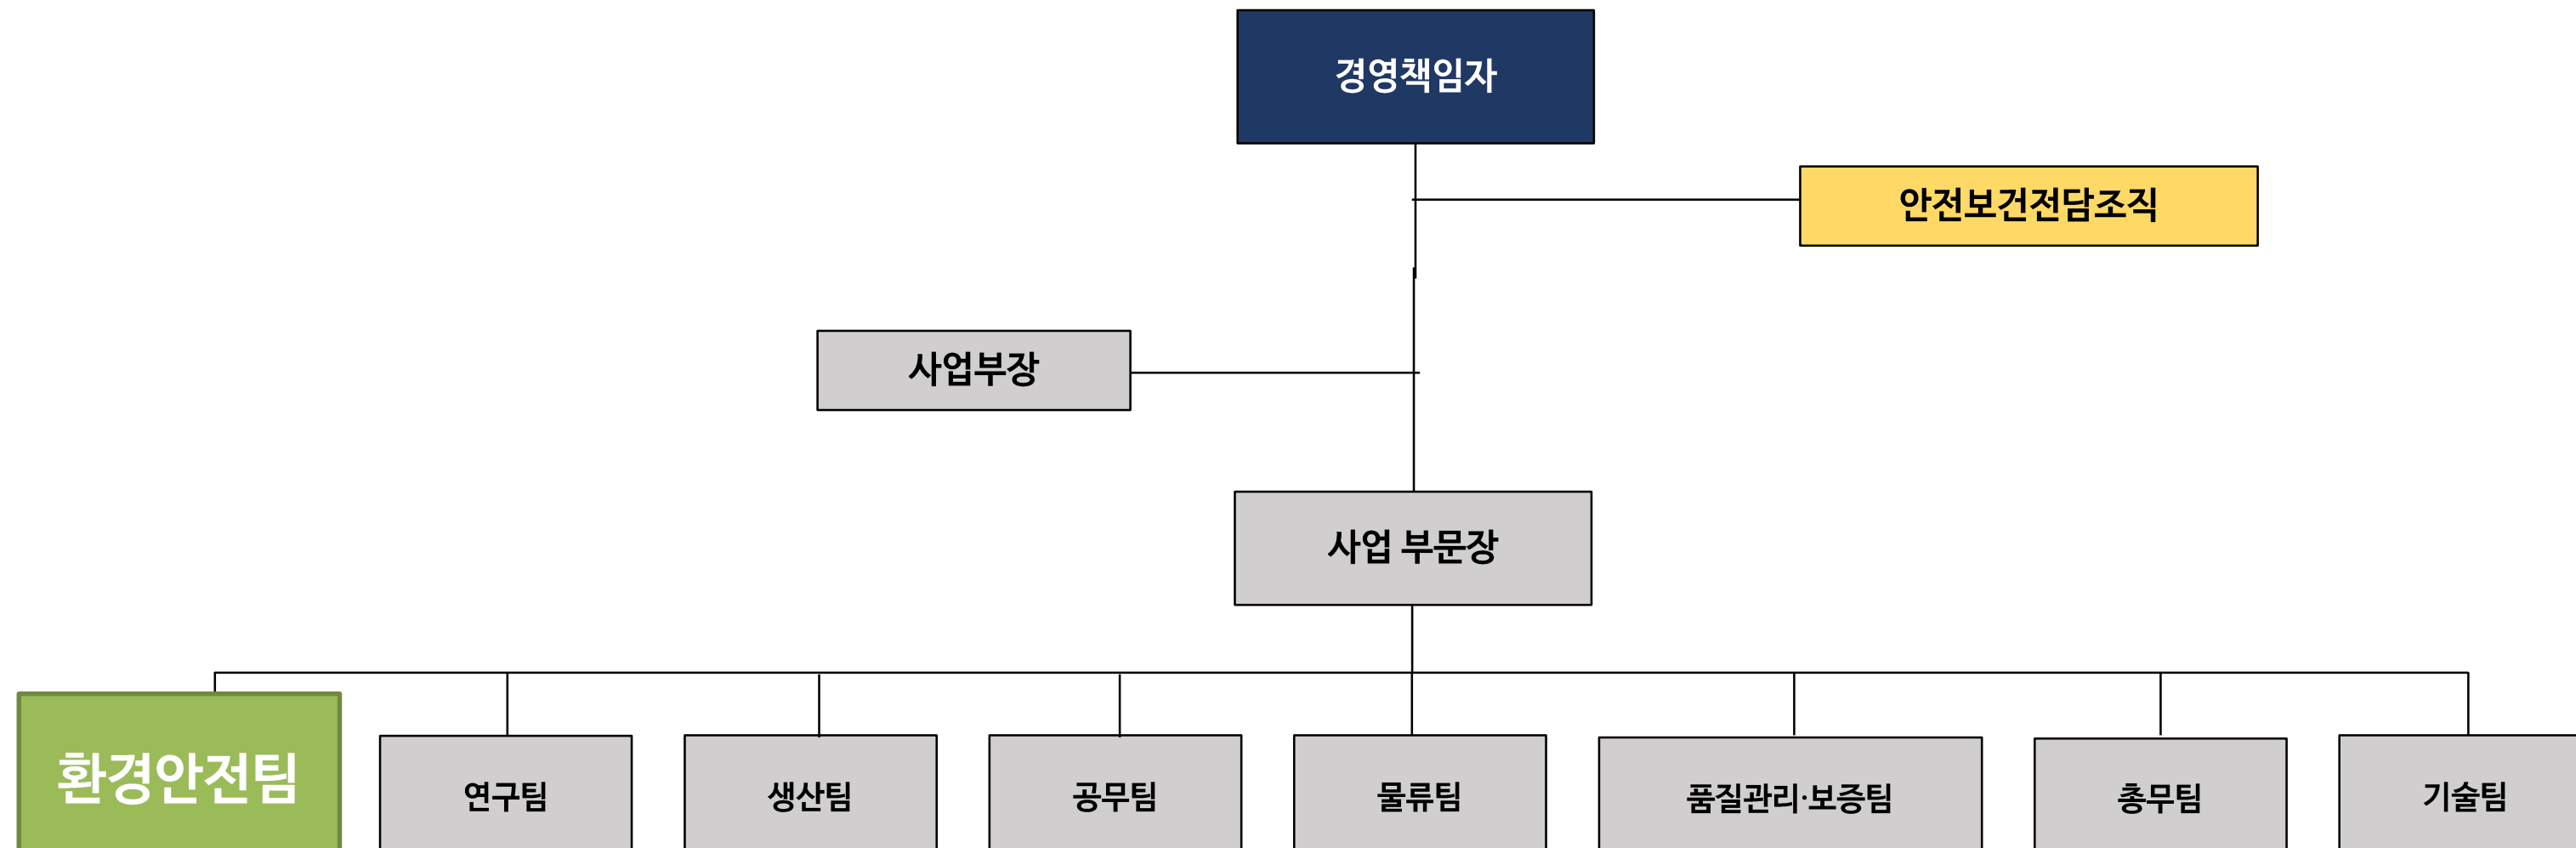 경영책임자
안전보건전담조직
사업부장
사업 부문장
환경안전팀
연구팀
생산팀
공무팀
물류팀
품질관리·보증팀
총무팀
기술팀